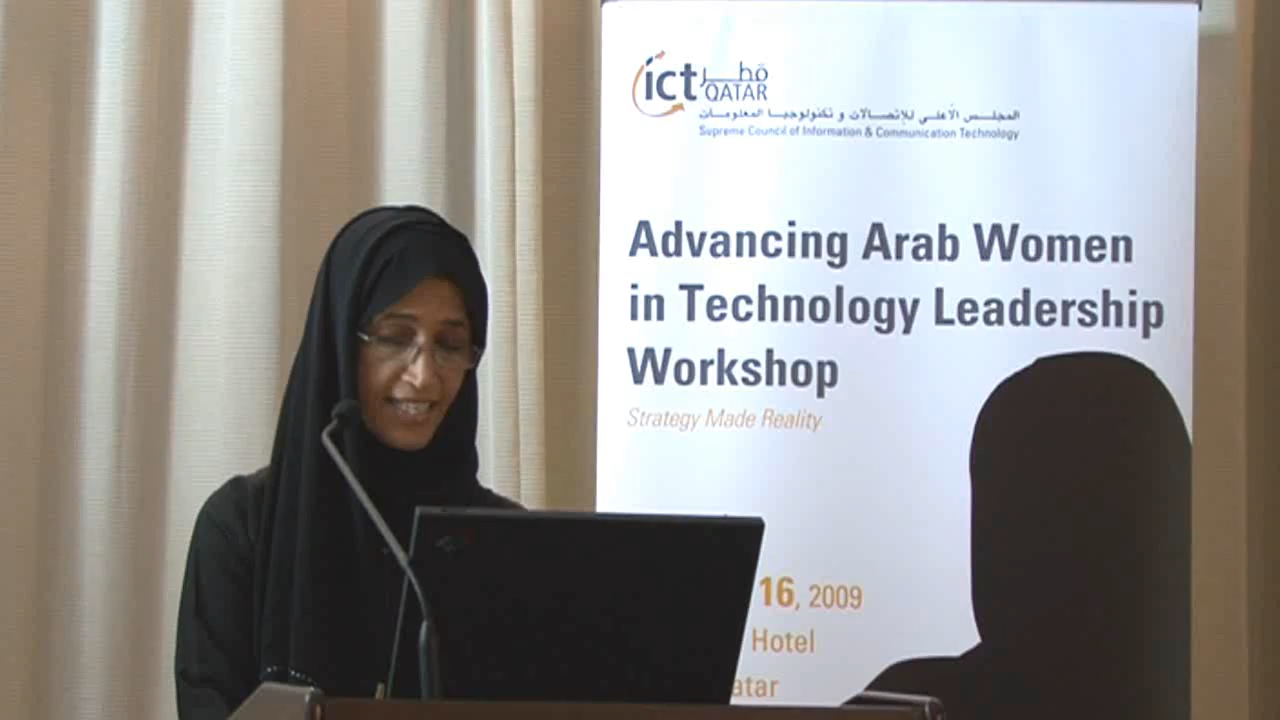 ict قطر
QATAR
المجلس الأعلى للإتصالات و تكنولوجيا المعلومات
Supreme Council of Information & Communication Technology
Advancing Arab Women
in Technology Leadership
Workshop
Strategy Made Reality
16, 2009
Hotel
atar